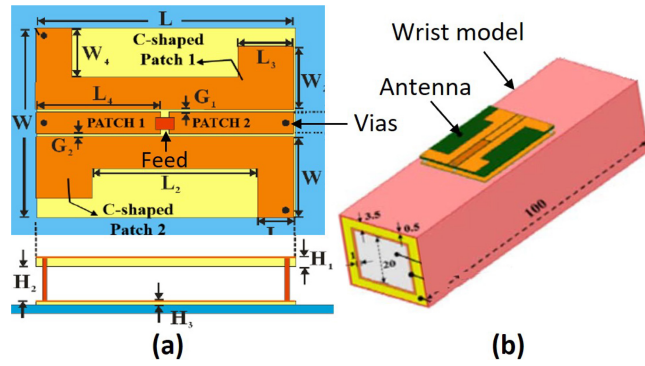 L
C-shaped
Patch 1
W4
L3
W
L4
G1
W
PATCH 1
PATCH 2
Vias
G2
Feed
L2
W
C-shaped
Patch 2
L
H1
H2
H3
(a)
Wrist model
Antenna
3.5
0.5
1
20
100
(b)